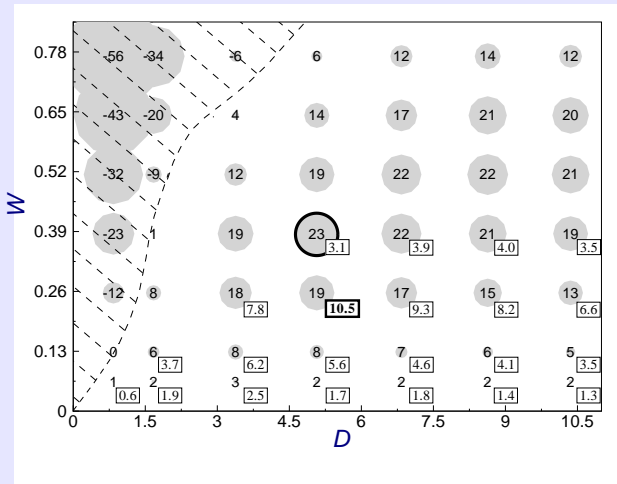 0.78 -56 -34 -6 6 12 14 12
0.65 -43 -20 4 14 17 21 20
0.52 -32 -9 12 19 22 22 21
W
0.39 -23 1 19 23 22 21 19
3.1 3.9 4.0 3.5
0.26 -12 8 18 19 17 15 13
7.8 10.5 9.3 8.2 6.6
0.13 0 6 8 8 7 6 5
3.7 6.2 5.6 4.6 4.1 3.5
1 2 3 2 2 2 2
0.6 1.9 2.5 1.7 1.8 1.4 1.3
0
0 1.5 3 4.5 6 7.5 9 10.5
D